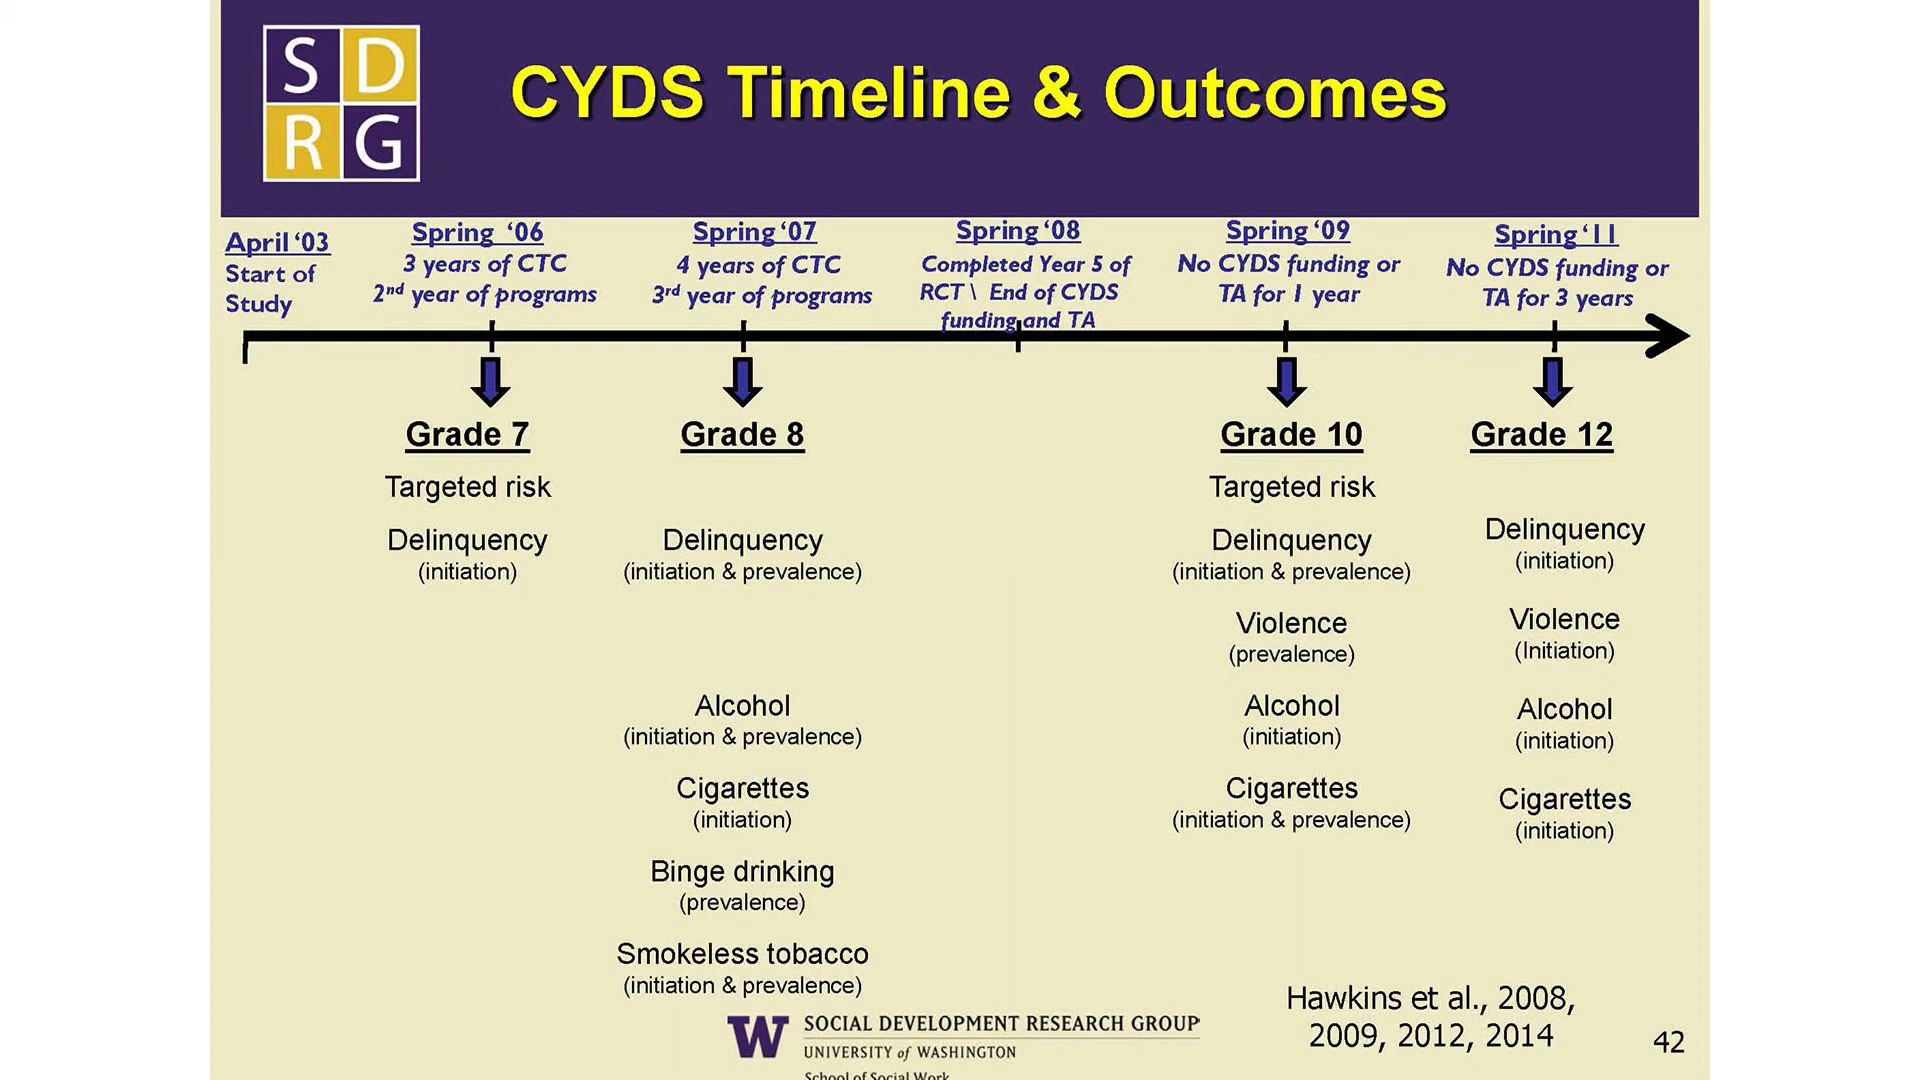 S D
R G
CYDS Timeline & Outcomes
April ‘03
Start of
Study
Spring ‘06
3 years of CTC
2nd year of programs
Spring ‘07
4 years of CTC
3rd year of programs
Spring ‘08
Completed Year 5 of
RCT \ End of CYDS
funding and TA
Spring ‘09
No CYDS funding or
TA for 1 year
Spring ‘11
No CYDS funding or
TA for 3 years
Grade 7
Targeted risk
Delinquency
(initiation)
Grade 8
Delinquency
(initiation & prevalence)
Alcohol
(initiation & prevalence)
Cigarettes
(initiation)
Binge drinking
(prevalence)
Smokeless tobacco
(initiation & prevalence)
Grade 10
Targeted risk
Delinquency
(initiation & prevalence)
Violence
(prevalence)
Alcohol
(initiation)
Cigarettes
(initiation & prevalence)
Grade 12
Delinquency
(initiation)
Violence
(Initiation)
Alcohol
(initiation)
Cigarettes
(initiation)
Hawkins et al., 2008,
2009, 2012, 2014
W
SOCIAL DEVELOPMENT RESEARCH GROUP
UNIVERSITY of WASHINGTON
School of Social Work
42